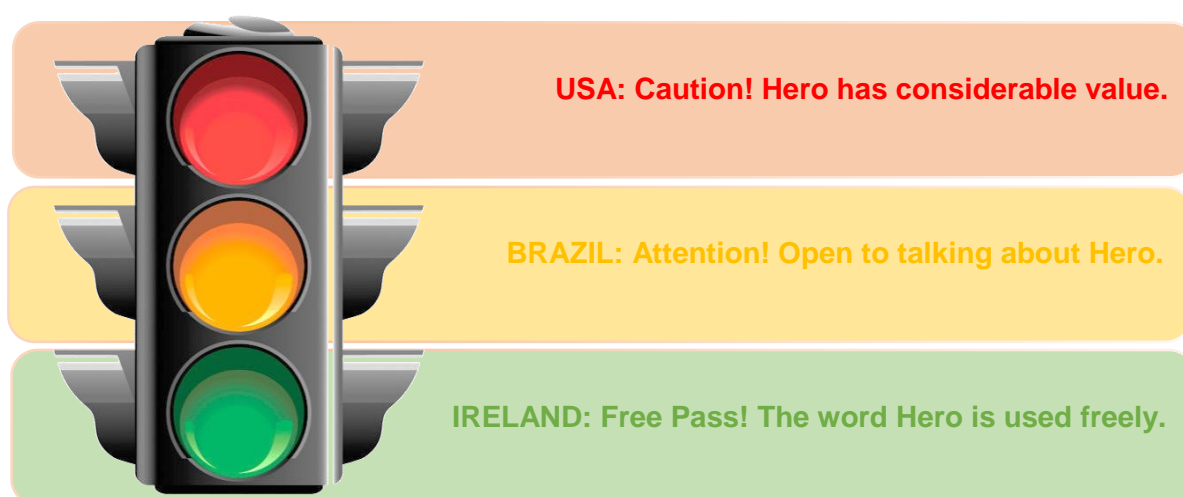 USA: Caution! Hero has considerable value.
BRAZIL: Attention! Open to talking about Hero.
IRELAND: Free Pass! The word Hero is used freely.